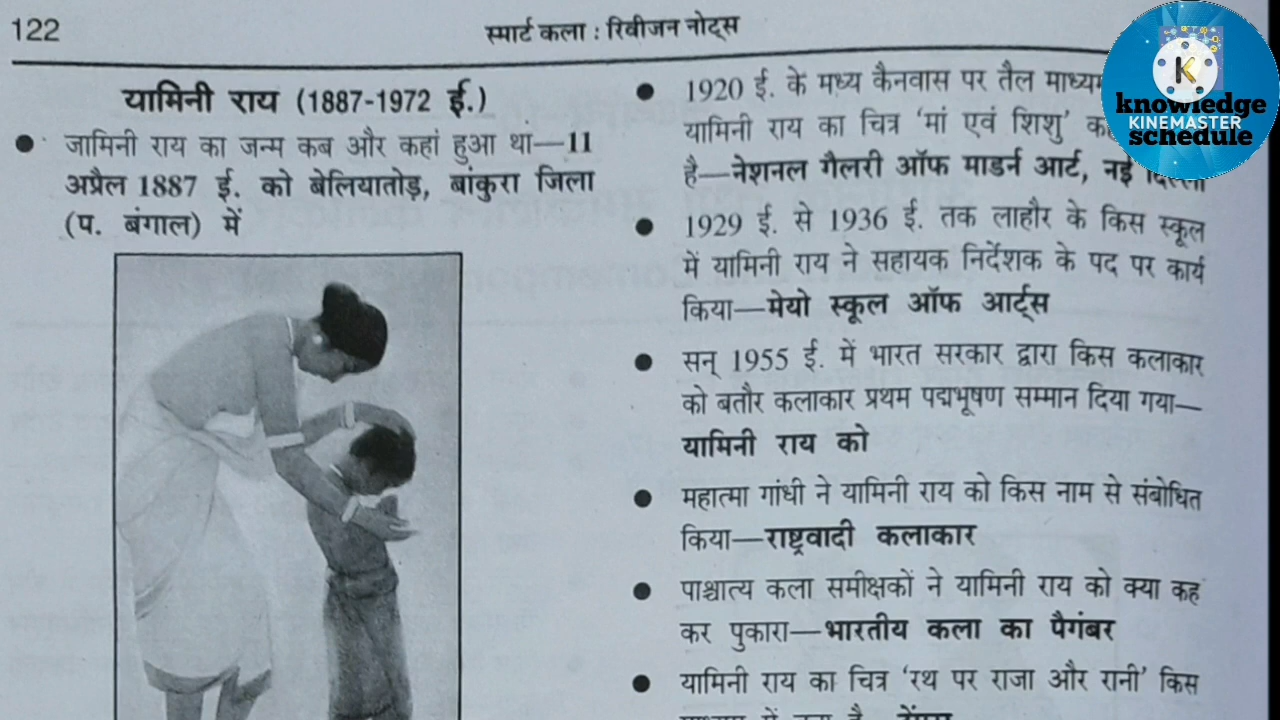 122
स्मार्ट कला : रिवीजन नोट्स
यामिनी राय (1887-1972 ई.)
● जामिनी राय का जन्म कब और कहां हुआ था—11
अप्रैल 1887 ई. को बेलियातोड़, बांकुरा जिला
(प. बंगाल) में
● 1920 ई. के मध्य कैनवास पर तैल
यामिनी राय का चित्र ‘मां एवं शिशु’
है—नेशनल गैलरी ऑफ माडर्न आर्ट, नई
● 1929 ई. से 1936 ई. तक लाहौर के किस स्कूल
में यामिनी राय ने सहायक निर्देशक के पद पर कार्य
किया—मेयो स्कूल ऑफ आर्ट्स
● सन् 1955 ई. में भारत सरकार द्वारा किस कलाकार
को बतौर कलाकार प्रथम पद्मभूषण सम्मान दिया गया—
यामिनी राय को
● महात्मा गांधी ने यामिनी राय को किस नाम से संबोधित
किया—राष्ट्रवादी कलाकार
● पाश्चात्य कला समीक्षकों ने यामिनी राय को क्या कह
कर पुकारा—भारतीय कला का पैगंबर
● यामिनी राय का चित्र ‘रथ पर राजा और रानी’ किस
K
knowledge
KINEMASTER
schedule